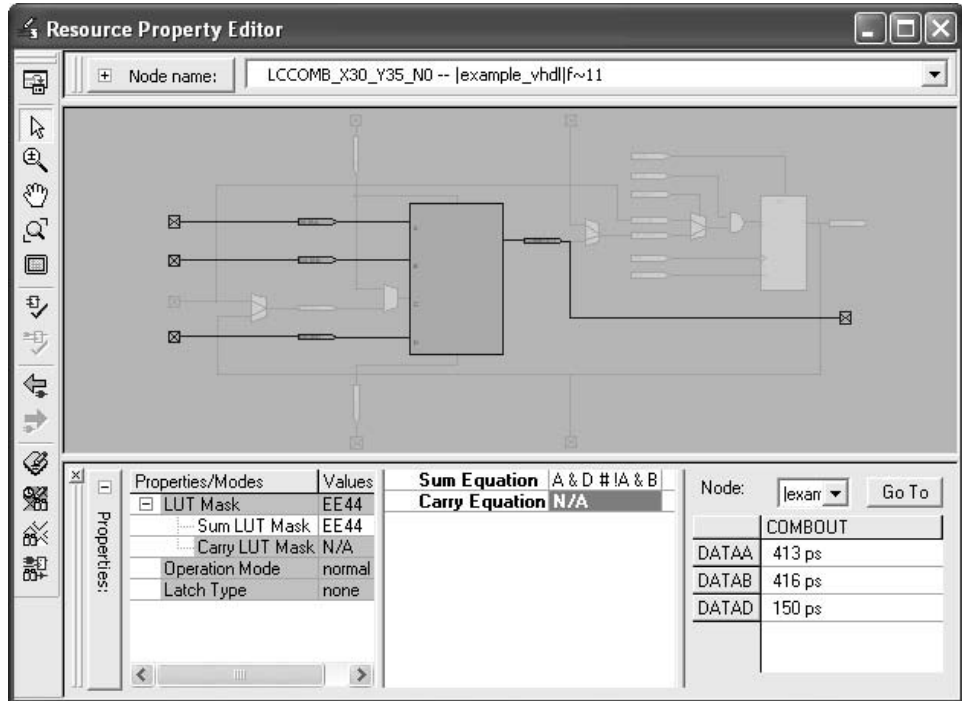 Resource Property Editor
Node name: LCCOMB_X30_Y35_N0 -- |example_vhdl|f~11
Properties:
Properties/Modes Values
LUT Mask EE44
Sum LUT Mask EE44
Carry LUT Mask N/A
Operation Mode normal
Latch Type none
Sum Equation A & D # !A & B
Carry Equation N/A
Node: |exam Go To
COMBOUT
DATAA 413 ps
DATAB 416 ps
DATAD 150 ps